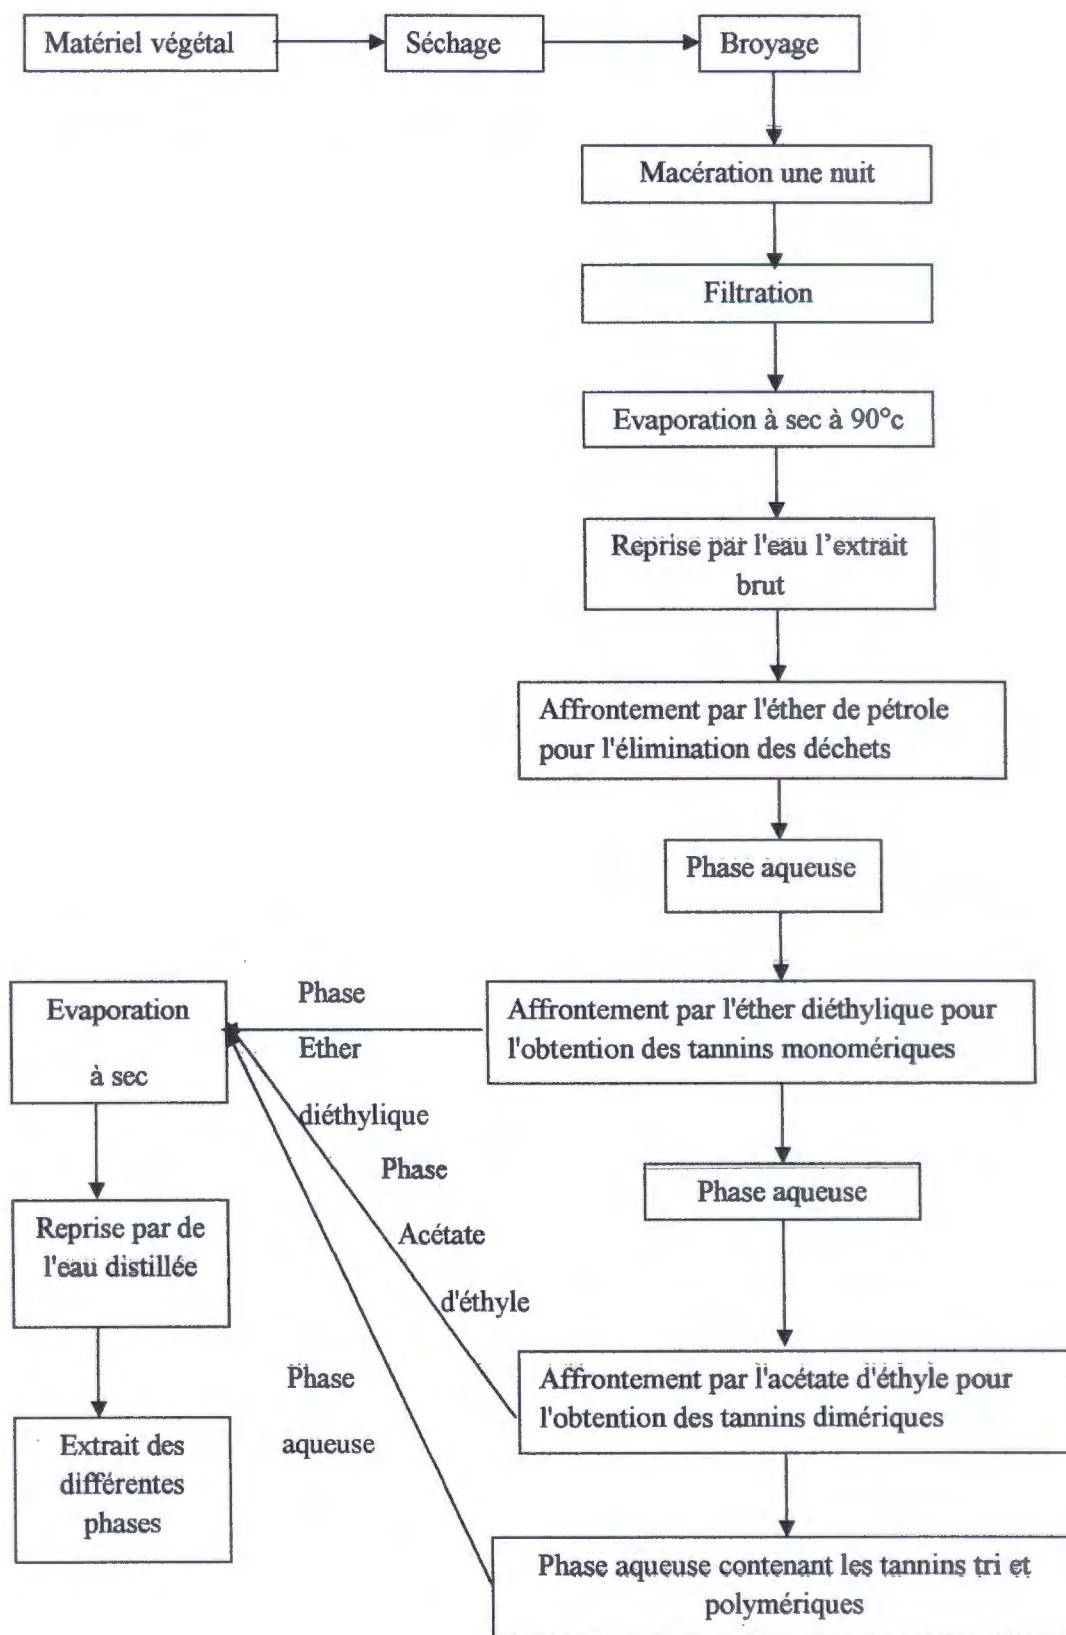 Matériel végétal
Séchage
Broyage
Macération une nuit
Filtration
Evaporation à sec à 90°c
Reprise par l'eau l’extrait
brut
Affrontement par l'éther de pétrole
pour l'élimination des déchets
Phase aqueuse
Affrontement par l'éther diéthylique pour
l'obtention des tannins monomériques
Phase
Ether
diéthylique
Evaporation
à sec
Phase aqueuse
Phase
Acétate
d'éthyle
Reprise par de
l'eau distillée
Affrontement par l'acétate d'éthyle pour
l'obtention des tannins dimériques
Phase
aqueuse
Extrait des
différentes
phases
Phase aqueuse contenant les tannins tri et
polymériques